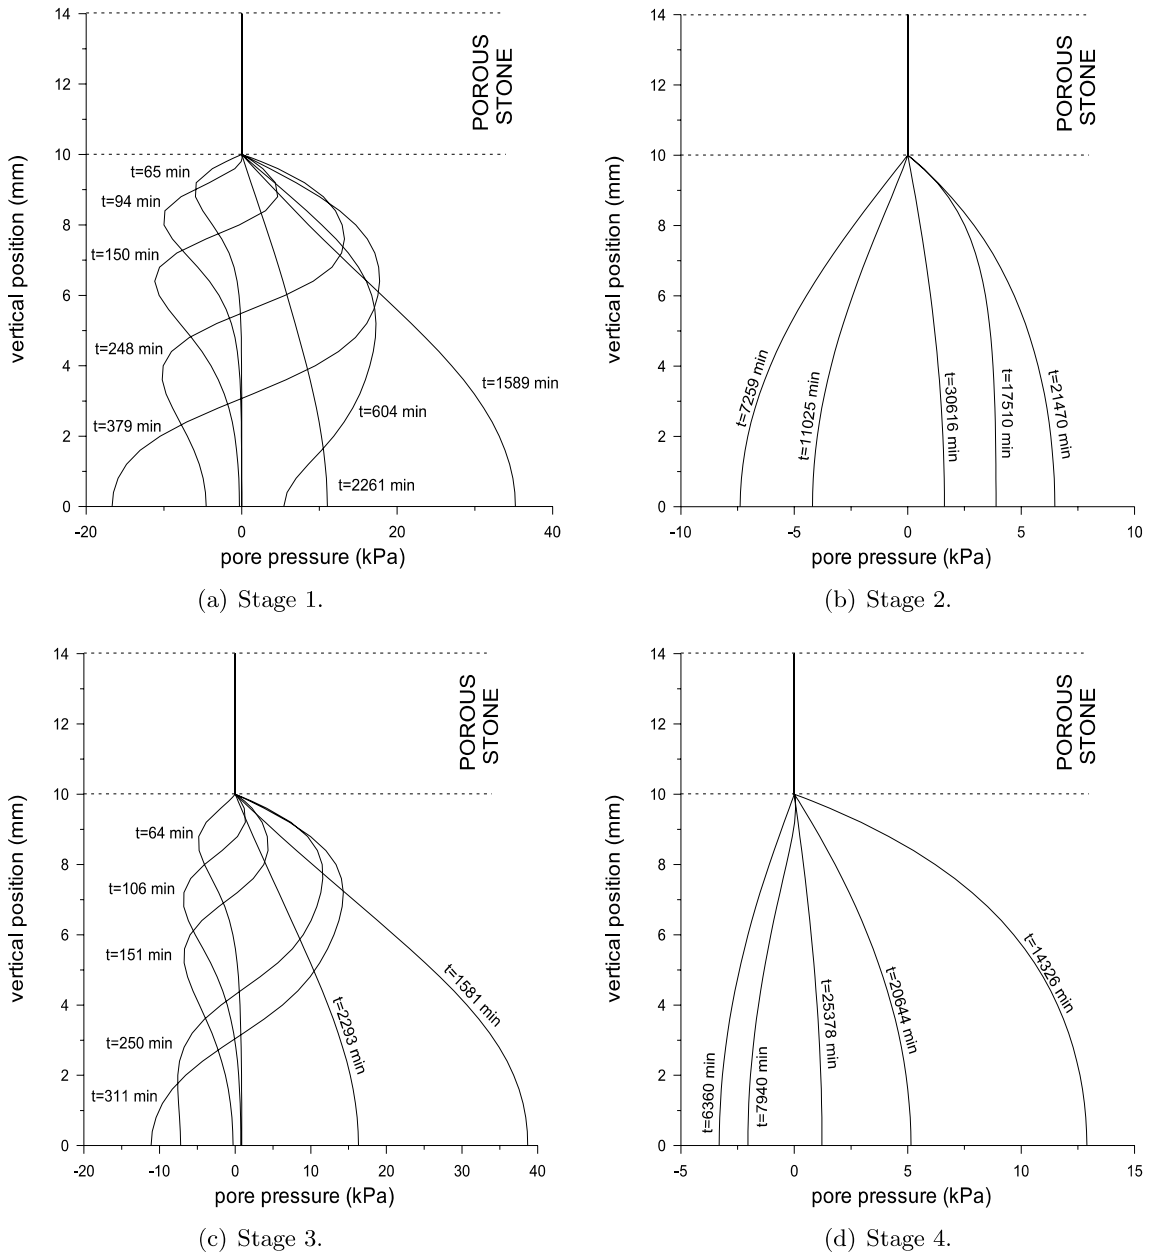 14
12
10
8
6
4
2
0
-20
0
20
40
vertical position (mm)
pore pressure (kPa)
POROUS
STONE
t=65 min
t=94 min
t=150 min
t=248 min
t=379 min
t=1589 min
t=604 min
t=2261 min
(a) Stage 1.
14
12
10
8
6
4
2
0
-10
-5
0
5
10
vertical position (mm)
pore pressure (kPa)
POROUS
STONE
t=7259 min
t=11025 min
t=30616 min
t=17510 min
t=21470 min
(b) Stage 2.
14
12
10
8
6
4
2
0
-20
-10
0
10
20
30
40
vertical position (mm)
pore pressure (kPa)
POROUS
STONE
t=64 min
t=106 min
t=151 min
t=250 min
t=311 min
t=2293 min
t=1581 min
(c) Stage 3.
14
12
10
8
6
4
2
0
-5
0
5
10
15
vertical position (mm)
pore pressure (kPa)
POROUS
STONE
t=6360 min
t=7940 min
t=25378 min
t=20644 min
t=14326 min
(d) Stage 4.